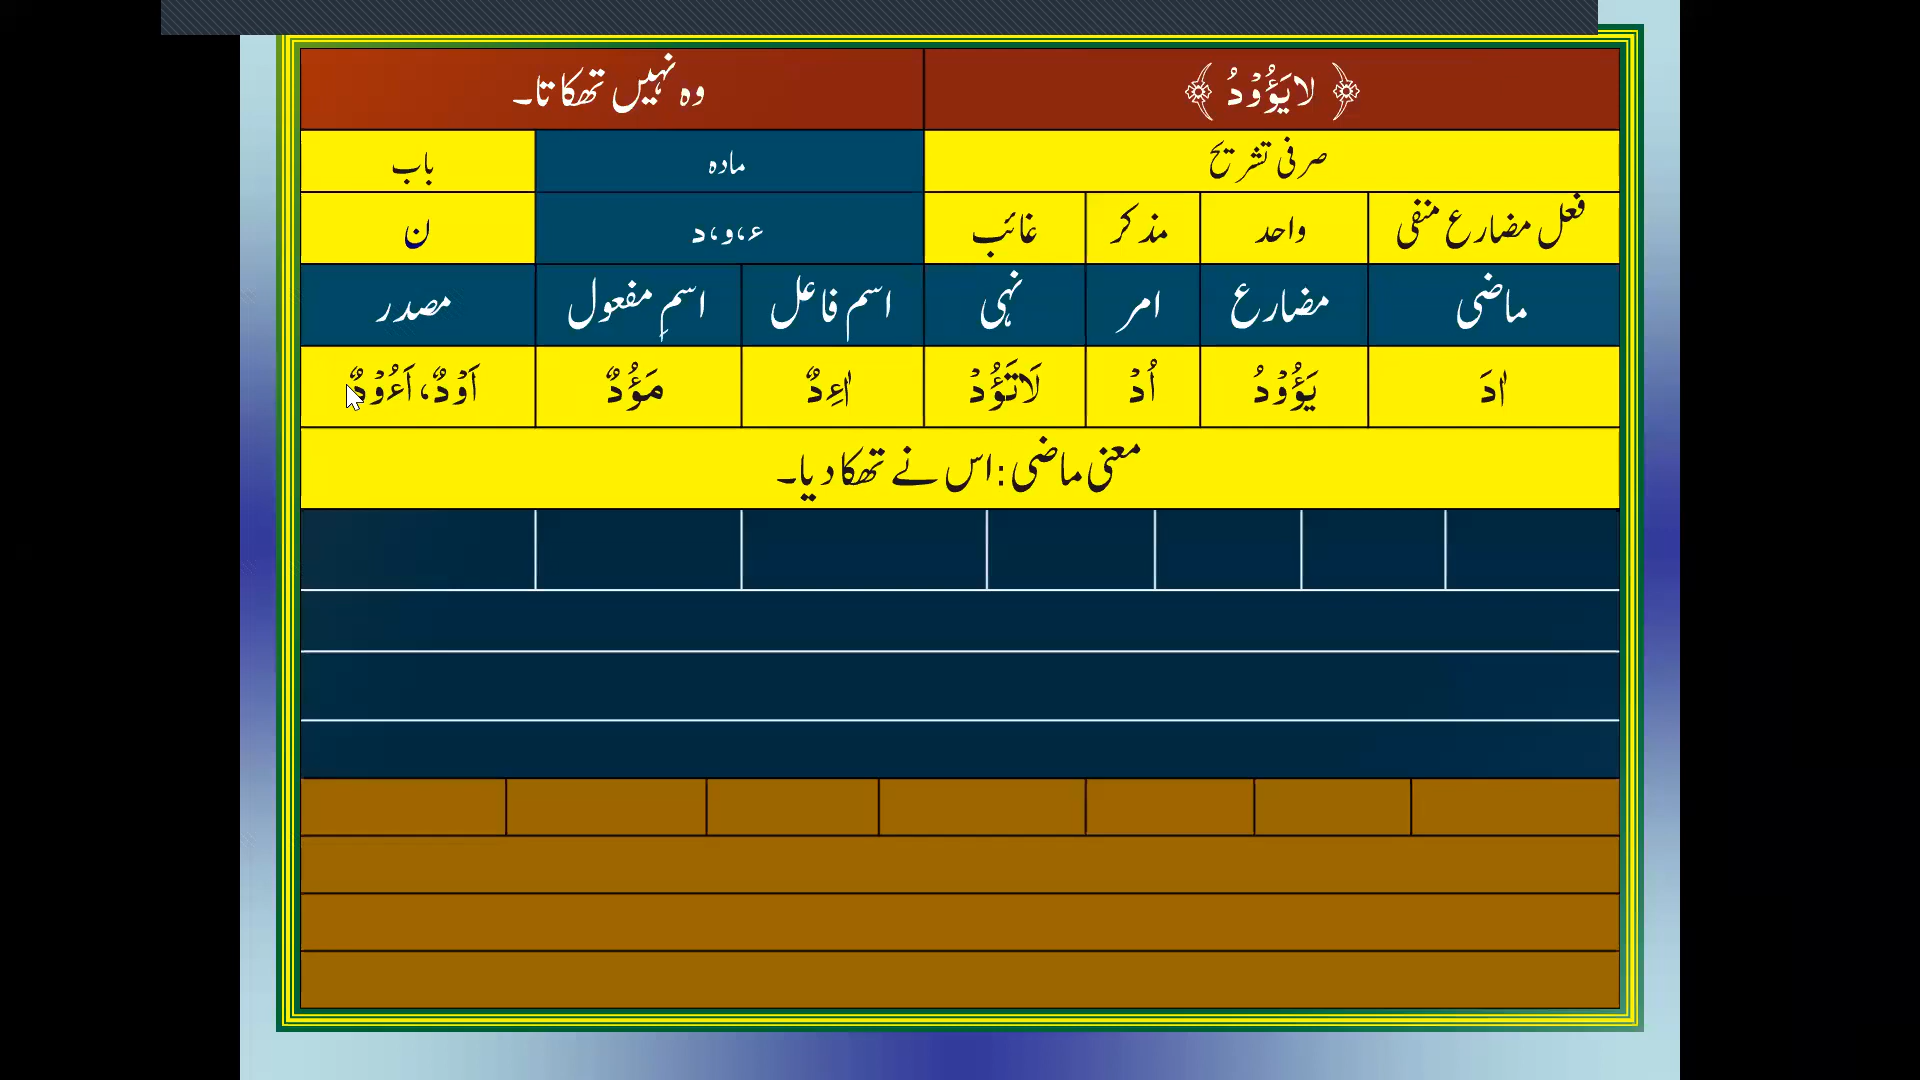 ﴿ لَا یَؤُوْدُ ﴾ وہ نہیں تھکاتا۔
صرفی تشریح مادہ باب
فعل مضارع منفی واحد مذکر غائب ء،و،د ن
ماضی مضارع امر نہی اسم فاعل اسمِ مفعول مصدر
اٰدَ یَؤُوْدُ اُدْ لَاتَؤُدْ اٰءِدٌ مَؤُدٌ اَوْدٌ، اَءُوْدٌ
معنی ماضی: اس نے تھکا دیا۔